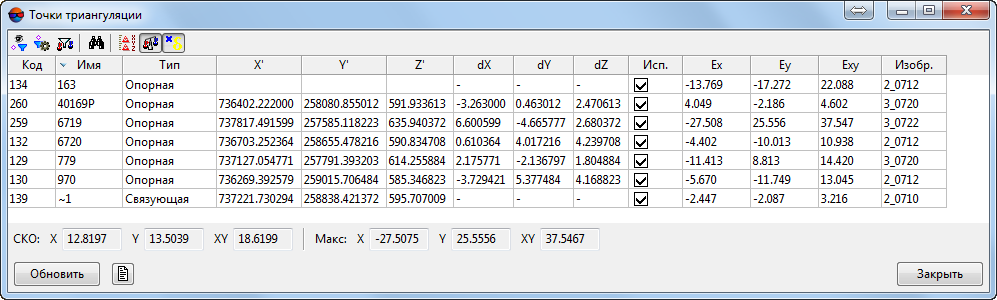 Точки триангуляции
Код Имя Тип X' Y' Z' dX dY dZ Исп. Ex Ey Exy Изобр.
134 163 Опорная - - - -13.769 -17.272 22.088 2_0712
260 40169P Опорная 736402.222000 258080.855012 591.933613 -3.263000 0.463012 2.470613 4.049 -2.186 4.602 3_0720
259 6719 Опорная 737817.491599 257585.118223 635.940372 6.600599 -4.665777 2.680372 -27.508 25.556 37.547 3_0722
132 6720 Опорная 736703.252364 258655.478216 590.834708 0.610364 4.017216 4.239708 -4.402 -10.013 10.938 2_0712
129 779 Опорная 737127.054771 257791.393203 614.255884 2.175771 -2.136797 1.804884 -11.413 8.813 14.420 3_0720
130 970 Опорная 736269.392579 259015.706484 585.346823 -3.729421 5.377484 4.168823 -5.670 -11.749 13.045 2_0712
139 ~1 Связующая 737221.730294 258838.421372 595.707009 - - - -2.447 -2.087 3.216 2_0710
СКО: X 12.8197 Y 13.5039 XY 18.6199 Макс: X -27.5075 Y 25.5556 XY 37.5467
Обновить Закрыть